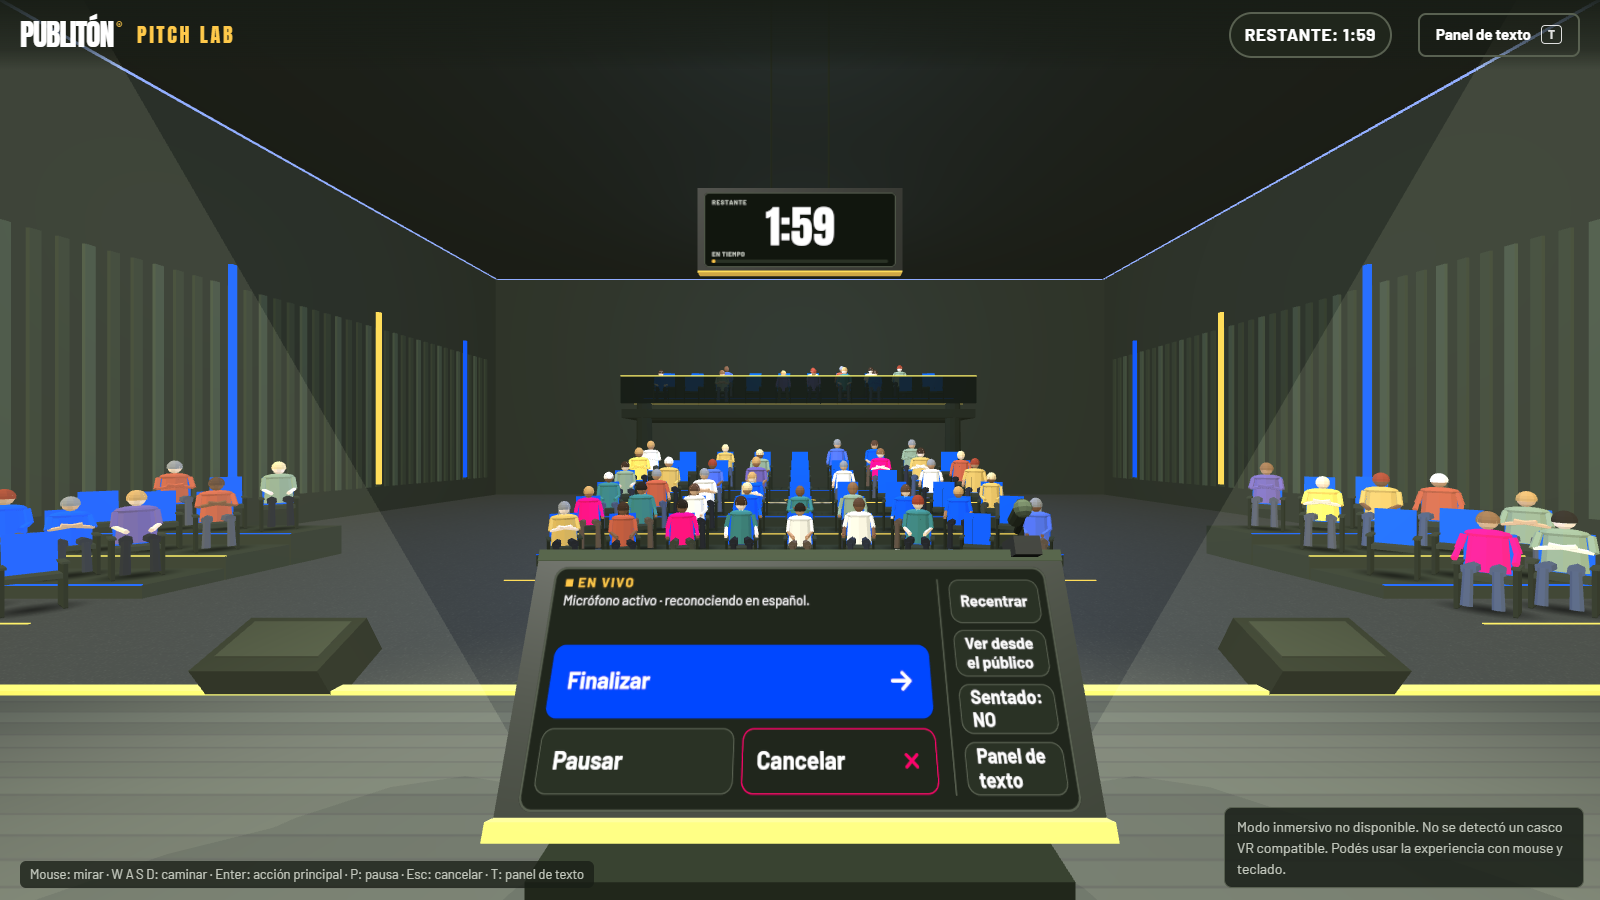 PUBLITÓN PITCH LAB
RESTANTE: 1:59
Panel de texto T
RESTANTE
1:59
EN TIEMPO
EN VIVO
Micrófono activo · reconociendo en español.
Finalizar →
Pausar
Cancelar ✕
Recentrar
Ver desde
el público
Sentado:
NO
Panel de
texto
Mouse: mirar · W A S D: caminar · Enter: acción principal · P: pausa · Esc: cancelar · T: panel de texto
Modo inmersivo no disponible. No se detectó un casco
VR compatible. Podés usar la experiencia con mouse y
teclado.